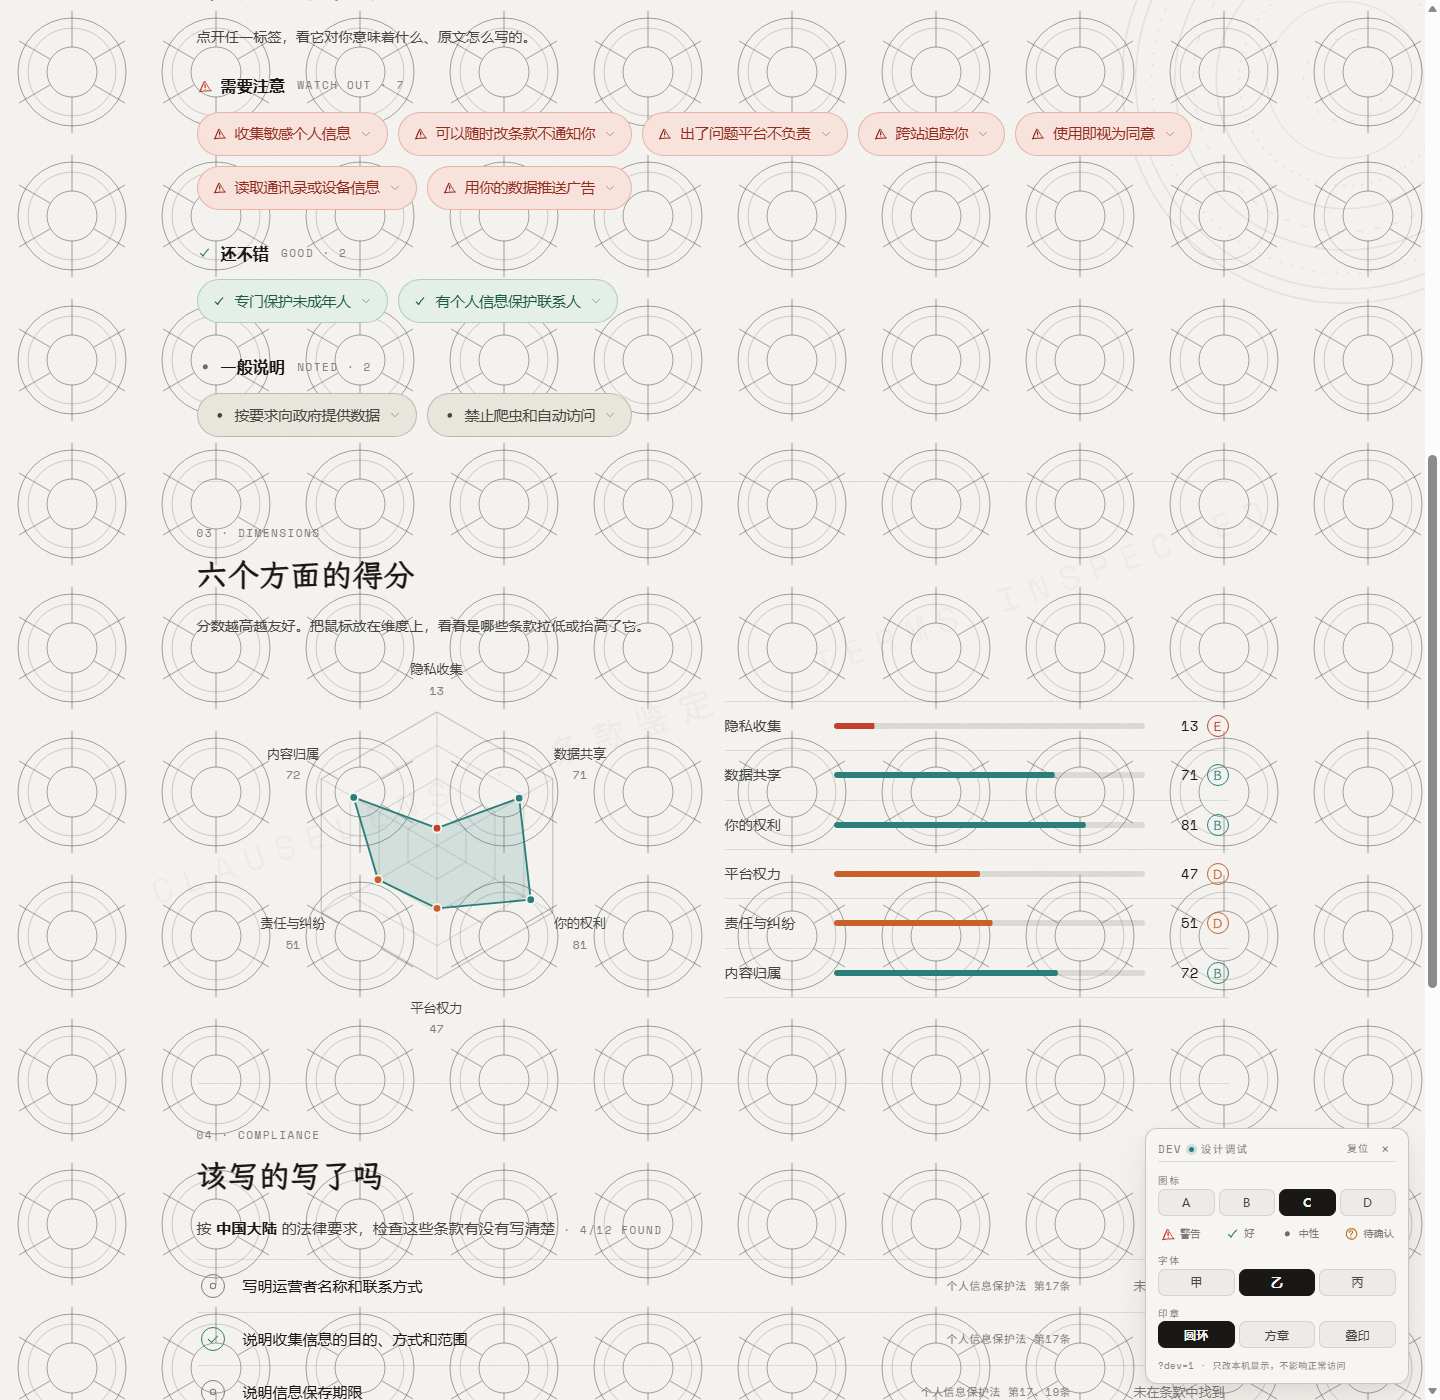 点开任一标签，看它对你意味着什么、原文怎么写的。
需要注意 WATCH OUT · 7
收集敏感个人信息
可以随时改条款不通知你
出了问题平台不负责
跨站追踪你
使用即视为同意
读取通讯录或设备信息
用你的数据推送广告
还不错 GOOD · 2
专门保护未成年人
有个人信息保护联系人
一般说明 NOTED · 2
按要求向政府提供数据
禁止爬虫和自动访问
03 · DIMENSIONS
六个方面的得分
分数越高越友好。把鼠标放在维度上，看看是哪些条款拉低或抬高了它。
隐私收集
13
内容归属
72
数据共享
71
责任与纠纷
51
你的权利
81
平台权力
47
隐私收集 13 E
数据共享 71 B
你的权利 81 B
平台权力 47 D
责任与纠纷 51 D
内容归属 72 B
条款鉴定
TERMS INSPECTED
04 · COMPLIANCE
该写的写了吗
按 中国大陆 的法律要求，检查这些条款有没有写清楚 · 4/12 FOUND
写明运营者名称和联系方式 个人信息保护法 第17条 未
说明收集信息的目的、方式和范围 个人信息保护法 第17条
说明信息保存期限 个人信息保护法 第17、19条 未在条款中找到
DEV 设计调试 复位 ×
图标
A B C D
警告 好 中性 待确认
字体
甲 乙 丙
印章
圆环 方章 叠印
?dev=1 · 只改本机显示，不影响正常访问